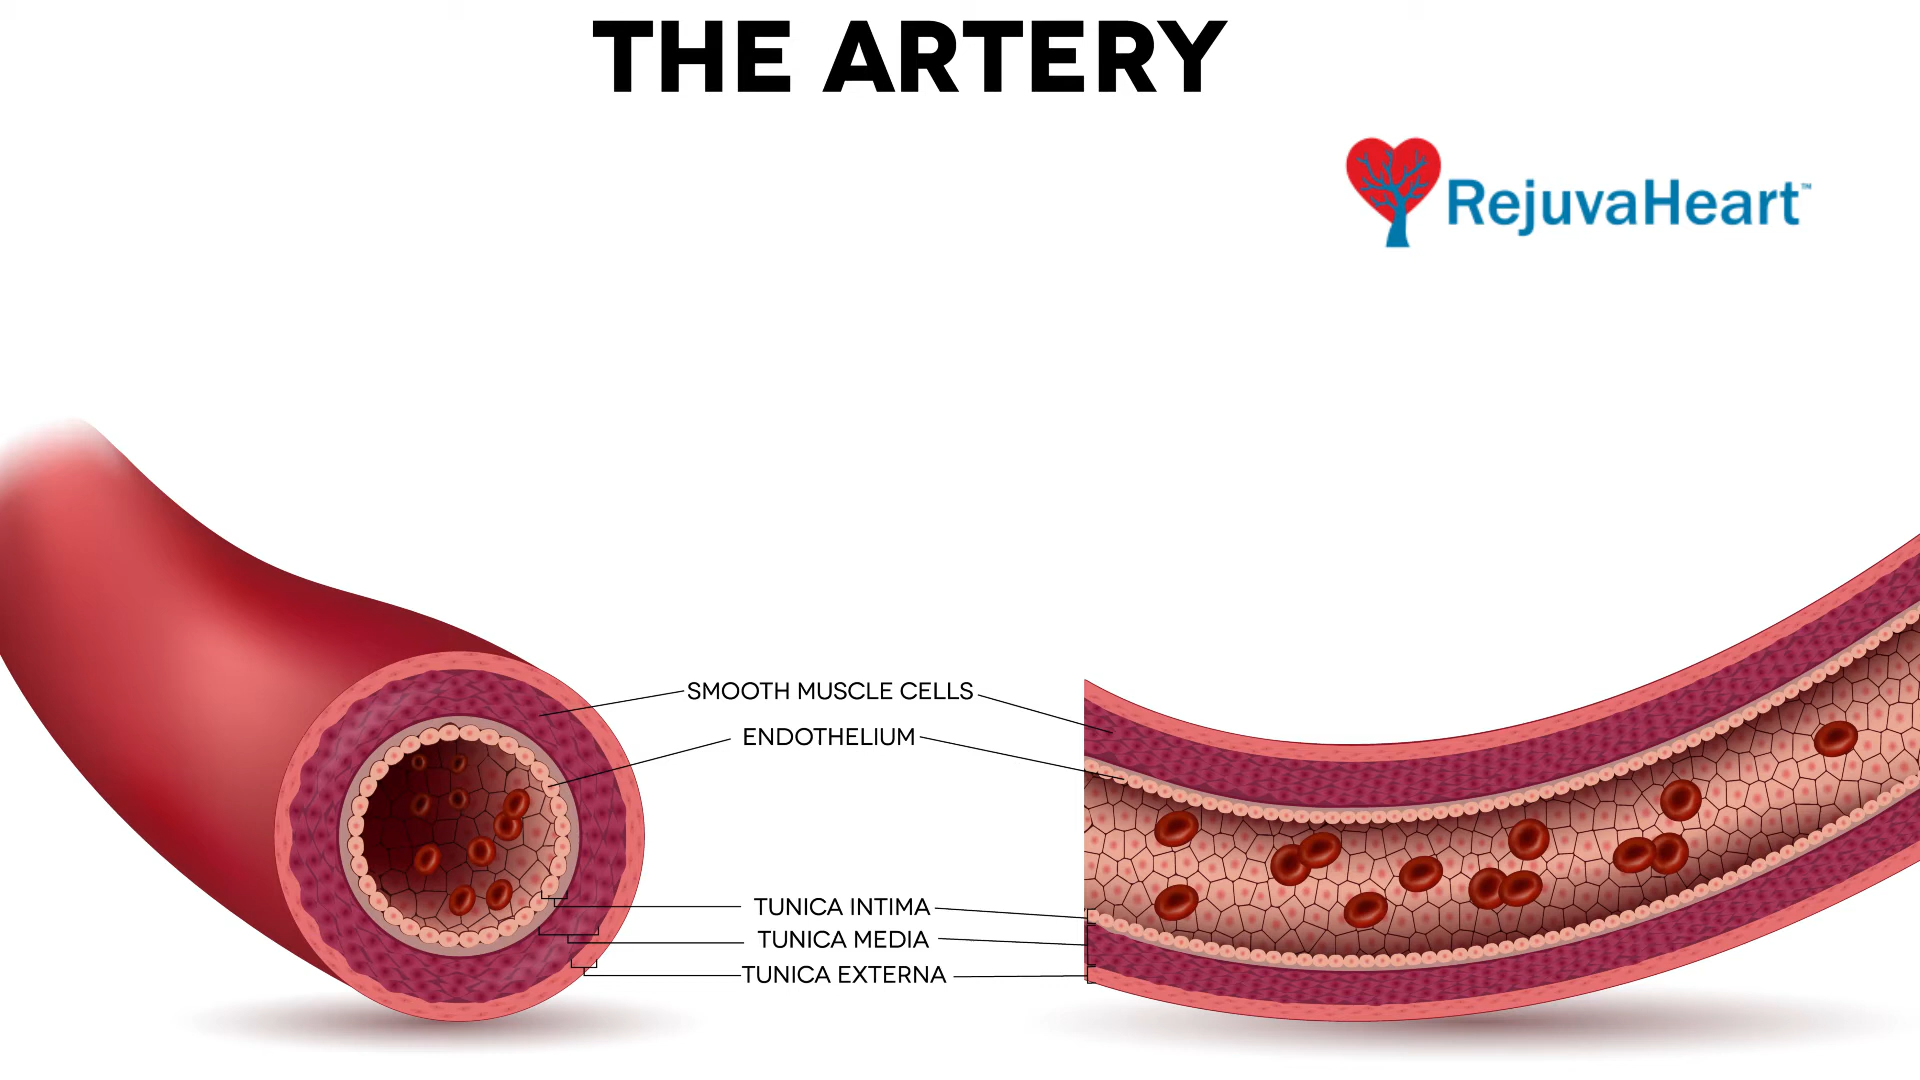 THE ARTERY
RejuvaHeart™
SMOOTH MUSCLE CELLS
ENDOTHELIUM
TUNICA INTIMA
TUNICA MEDIA
TUNICA EXTERNA